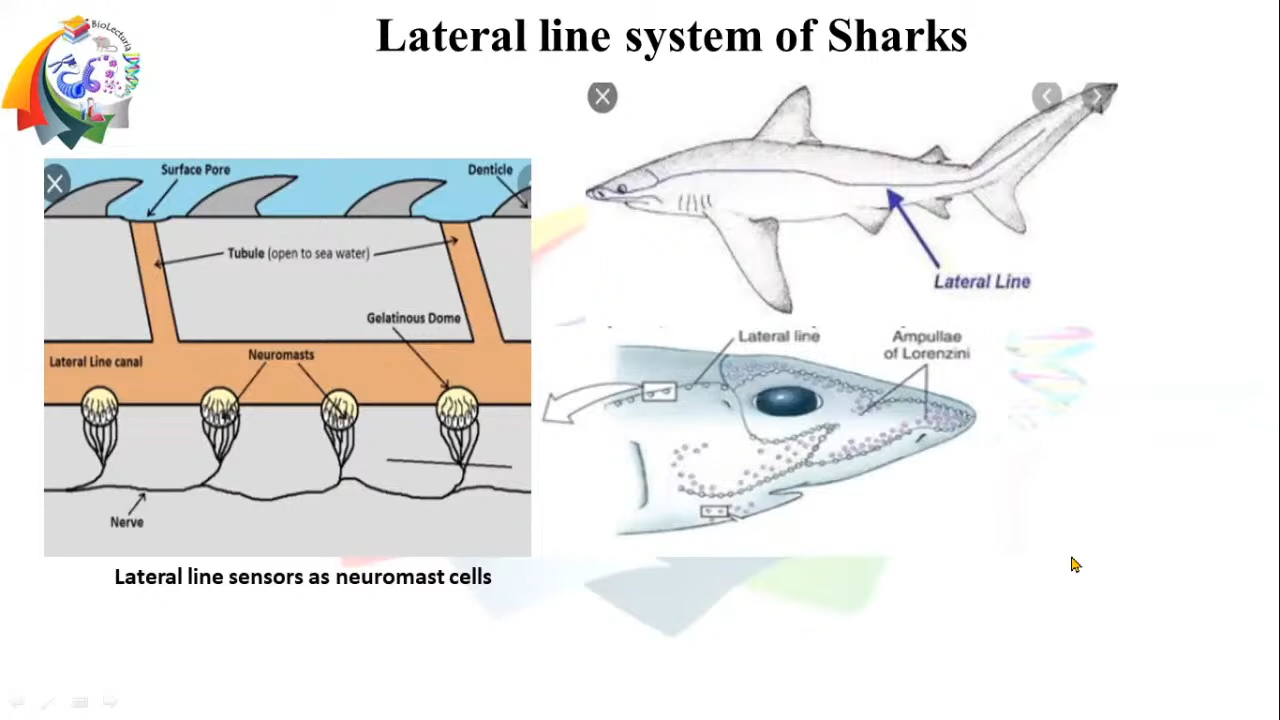 Lateral line system of Sharks
BioLecturia
Surface Pore
Denticle
Tubule (open to sea water)
Gelatinous Dome
Lateral Line canal
Neuromasts
Nerve
Lateral line sensors as neuromast cells
Lateral Line
Lateral line
Ampullae
of Lorenzini